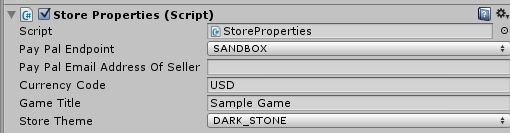 Store Properties (Script)
Script StoreProperties
Pay Pal Endpoint SANDBOX
Pay Pal Email Address Of Seller
Currency Code USD
Game Title Sample Game
Store Theme DARK_STONE